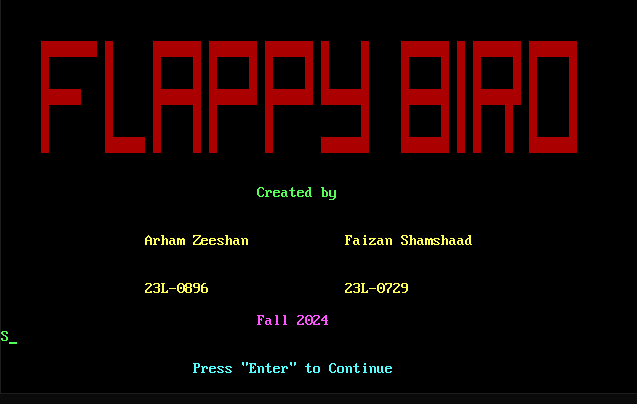 FLAPPY BIRD
Created by
Arham Zeeshan Faizan Shamshaad
23L-0896 23L-0729
Fall 2024
S_
Press "Enter" to Continue